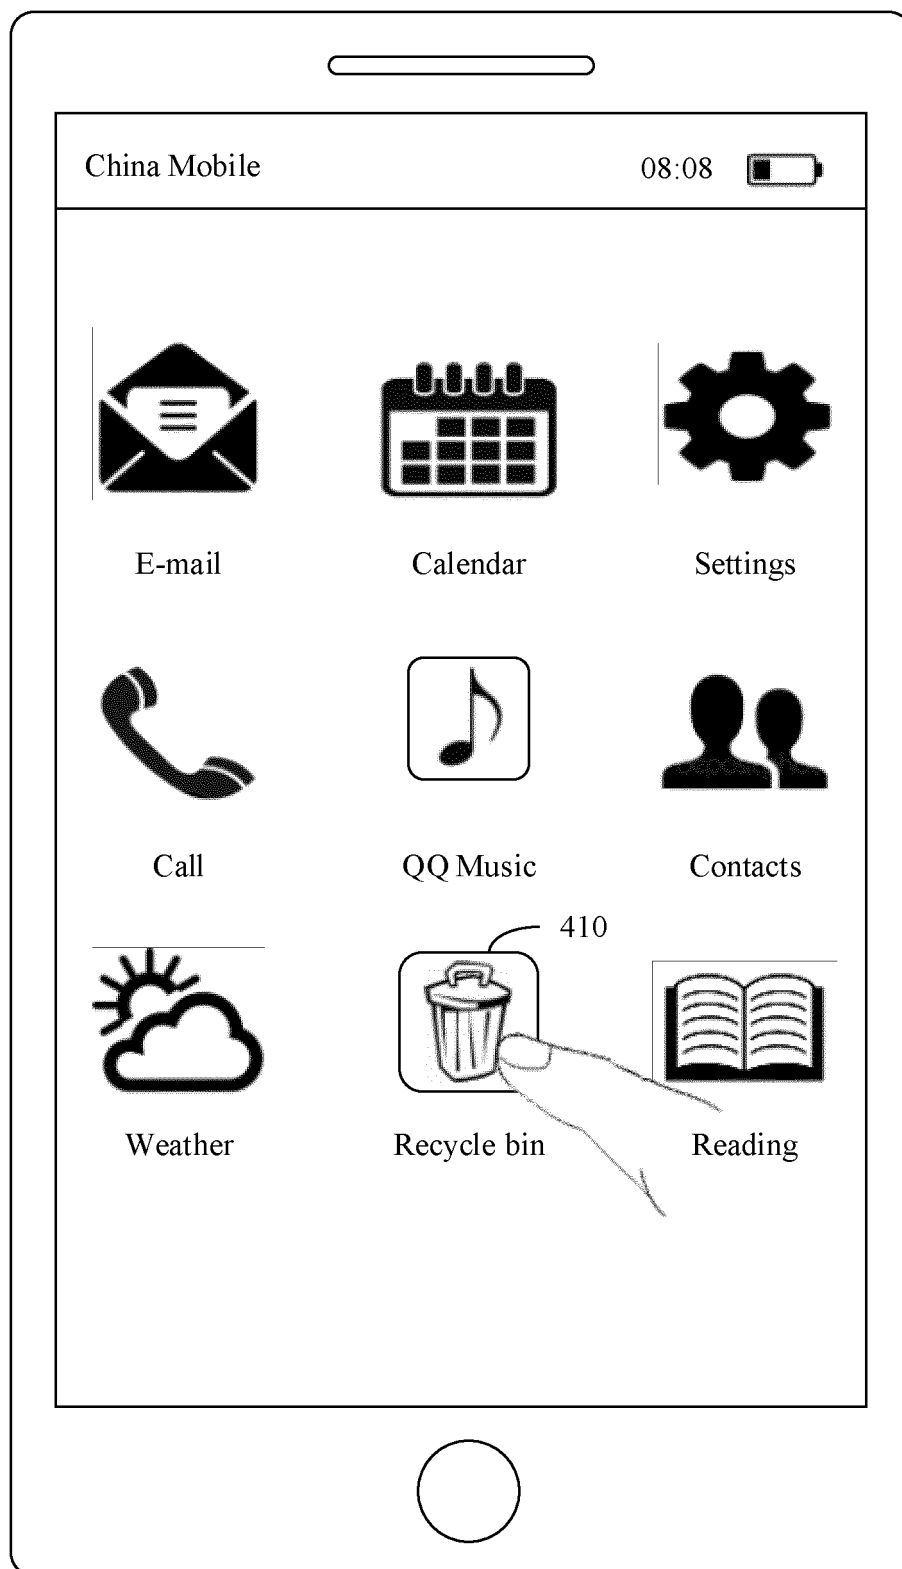 China Mobile 08:08
E-mail Calendar Settings
Call QQ Music Contacts
410
Weather Recycle bin Reading